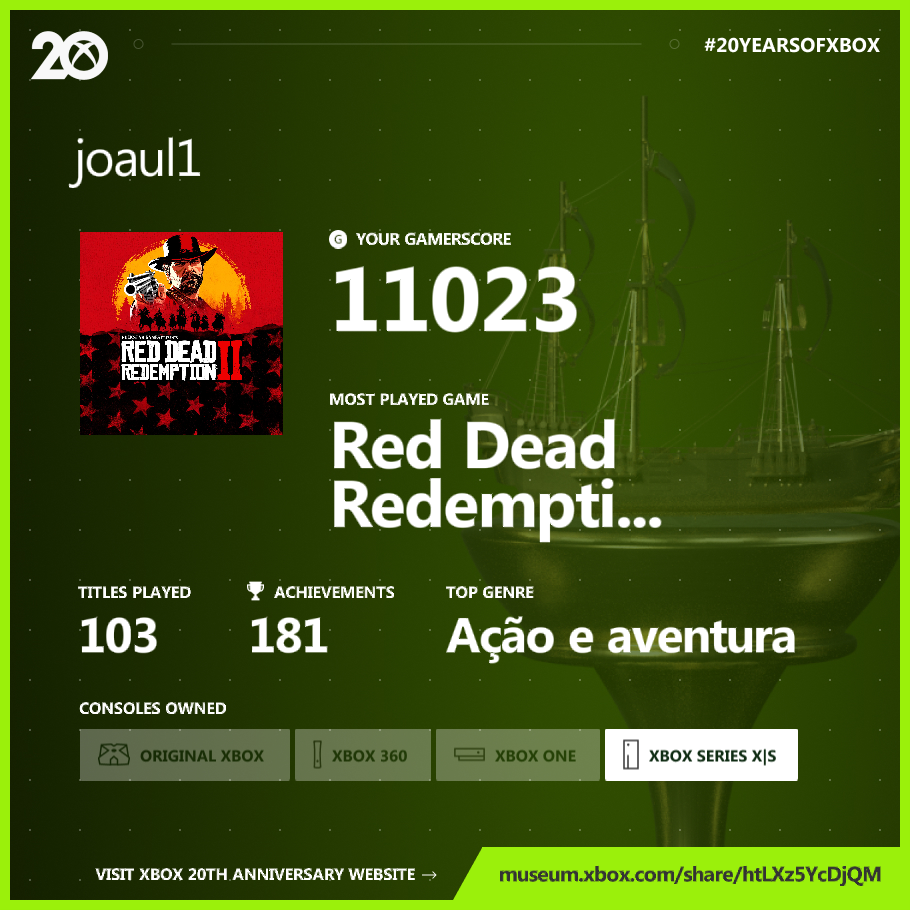 20
#20YEARSOFXBOX
joaul1
G YOUR GAMERSCORE
11023
RED DEAD
REDEMPTION II
MOST PLAYED GAME
Red Dead
Redempti...
TITLES PLAYED
ACHIEVEMENTS
TOP GENRE
103
181
Ação e aventura
CONSOLES OWNED
ORIGINAL XBOX
XBOX 360
XBOX ONE
XBOX SERIES X|S
VISIT XBOX 20TH ANNIVERSARY WEBSITE →
museum.xbox.com/share/htLXz5YcDjQM